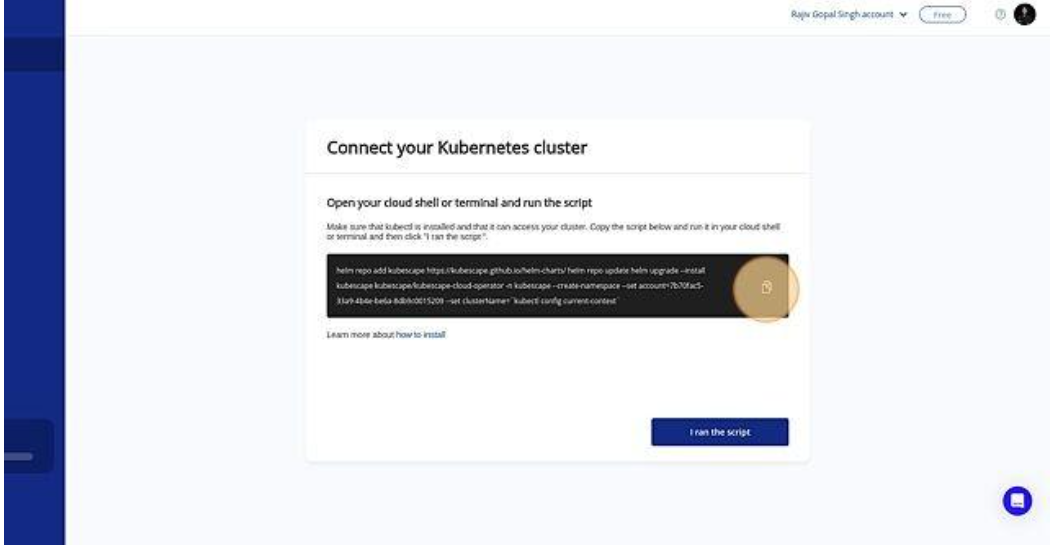 Rajiv Gopal Singh account
Free
Connect your Kubernetes cluster
Open your cloud shell or terminal and run the script
Make sure that kubectl is installed and that it can access your cluster. Copy the script below and run it in your cloud shell
or terminal and then click "I ran the script".
helm repo add kubescape https://kubescape.github.io/helm-charts/ helm repo update helm upgrade --install
kubescape kubescape/kubescape-cloud-operator -n kubescape --create-namespace --set account=7b70fac5-
33a9-4b4e-be6a-8db9c0015209 --set clusterName=`kubectl config current-context`
Learn more about how to install
I ran the script